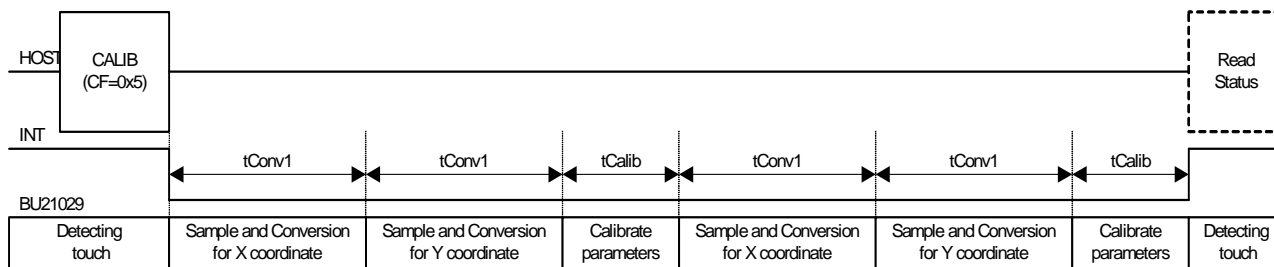 HOST
CALIB
(CF=0x5)
Read
Status
INT
tConv1
tConv1
tCalib
tConv1
tConv1
tCalib
BU21029
Detecting
touch
Sample and Conversion
for X coordinate
Sample and Conversion
for Y coordinate
Calibrate
parameters
Sample and Conversion
for X coordinate
Sample and Conversion
for Y coordinate
Calibrate
parameters
Detecting
touch